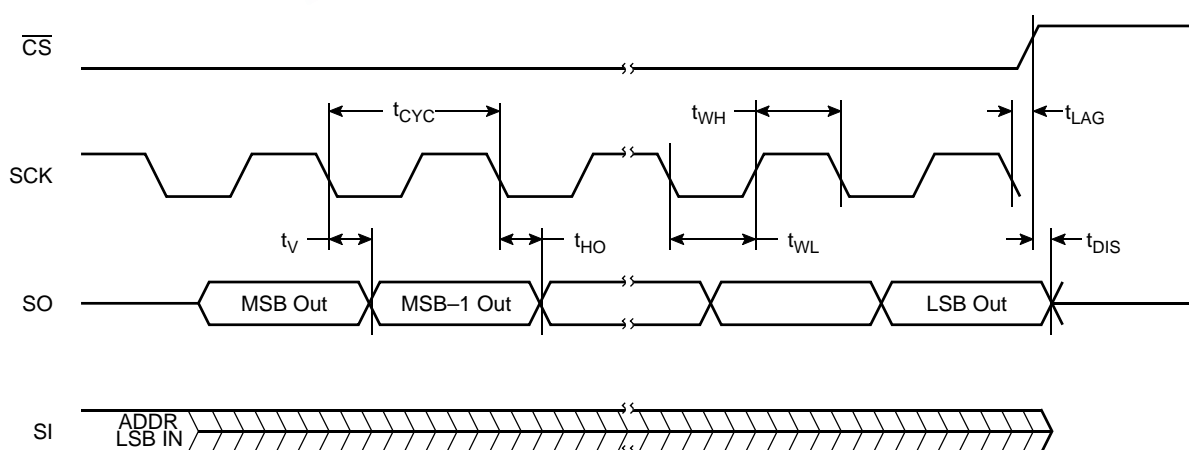 CS
tCYC
tWH
tLAG
SCK
tV
tHO
tWL
tDIS
SO
MSB Out
MSB–1 Out
LSB Out
SI
ADDR
LSB IN